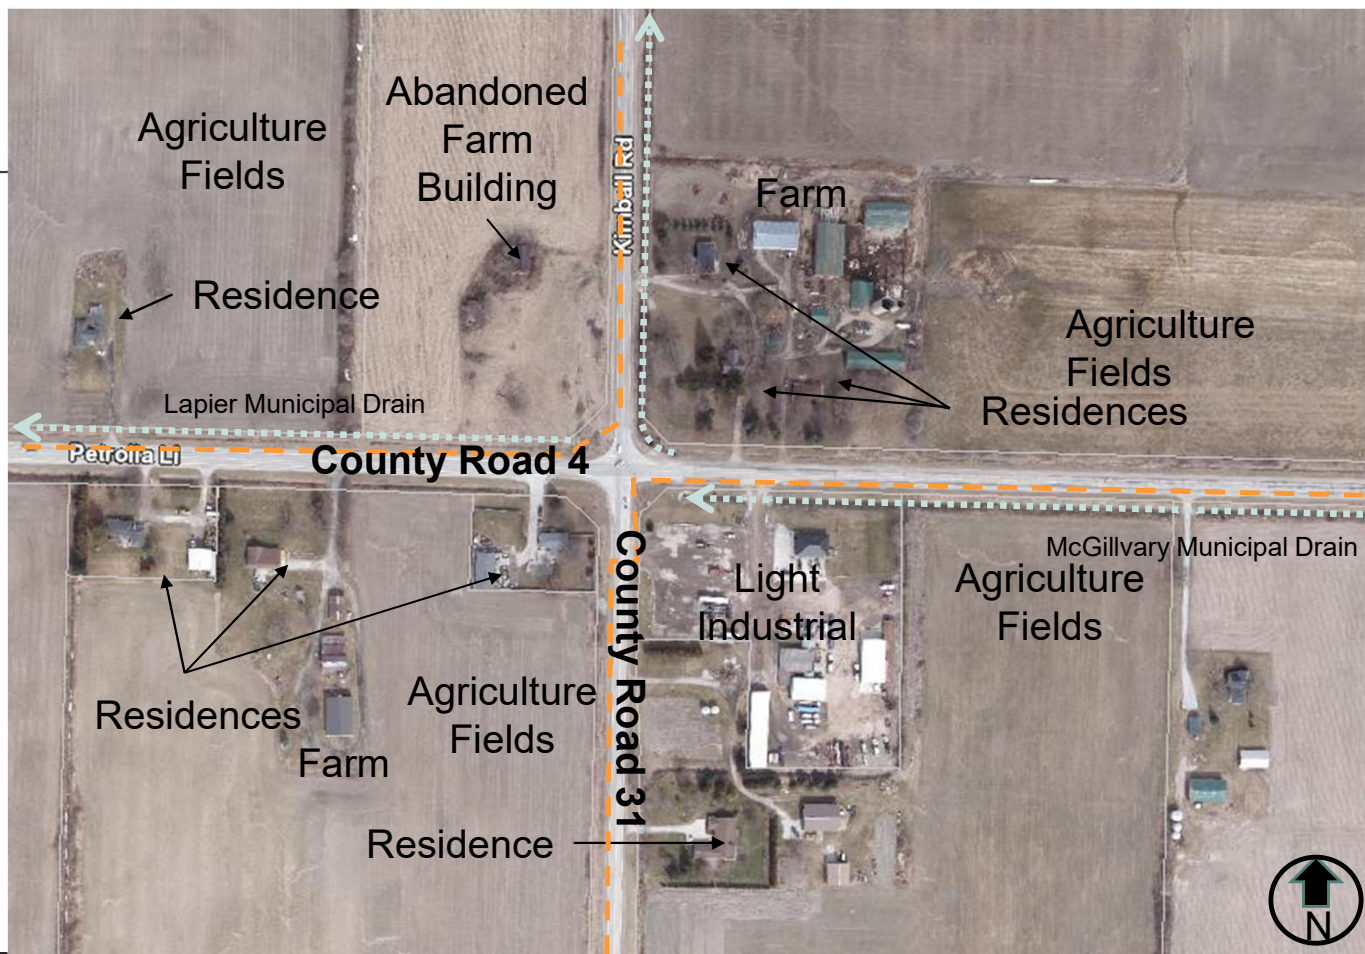 Abandoned
Farm
Building
Agriculture
Fields
Kimball Rd
Farm
Residence
Agriculture
Fields
Residences
Lapier Municipal Drain
Petrolia Li
County Road 4
McGillvary Municipal Drain
County Road 31
Light
Industrial
Agriculture
Fields
Residences
Agriculture
Fields
Farm
Residence
N